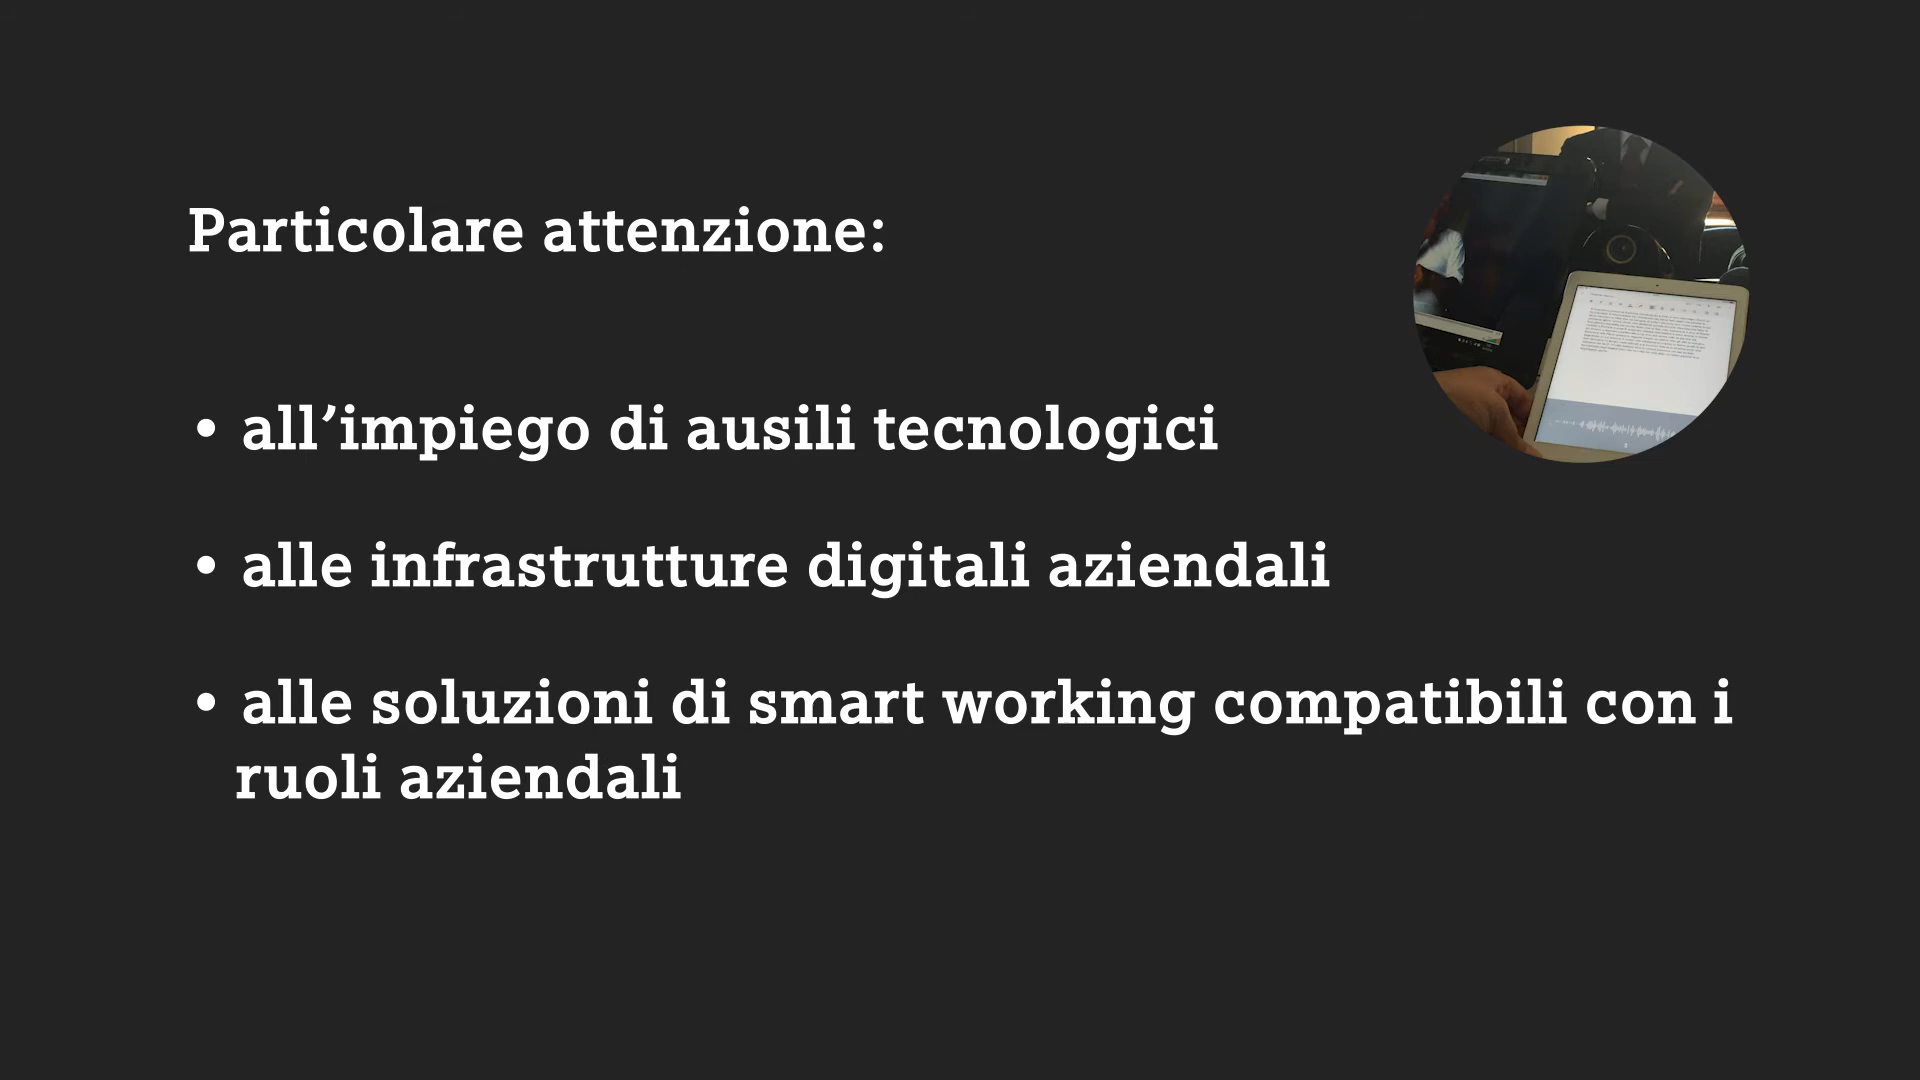 Particolare attenzione:
• all’impiego di ausili tecnologici
• alle infrastrutture digitali aziendali
• alle soluzioni di smart working compatibili con i
ruoli aziendali